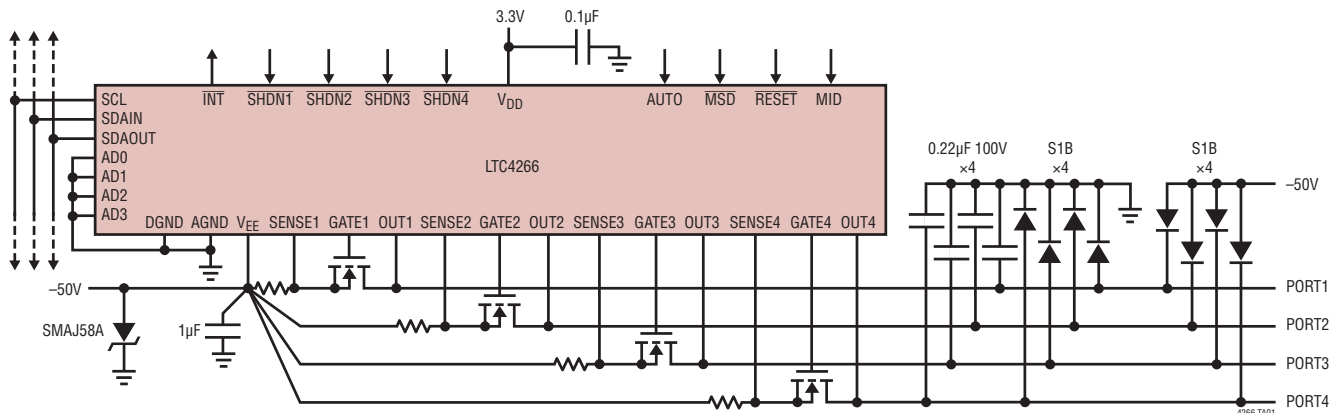 3.3V 0.1µF
INT SHDN1 SHDN2 SHDN3 SHDN4 VDD AUTO MSD RESET MID
SCL
SDAIN
SDAOUT
AD0
AD1
AD2
AD3
LTC4266
DGND AGND VEE SENSE1 GATE1 OUT1 SENSE2 GATE2 OUT2 SENSE3 GATE3 OUT3 SENSE4 GATE4 OUT4
0.22µF 100V
×4
S1B
×4
S1B
×4
–50V
–50V
SMAJ58A
1µF
PORT1
PORT2
PORT3
PORT4
4266 TA01